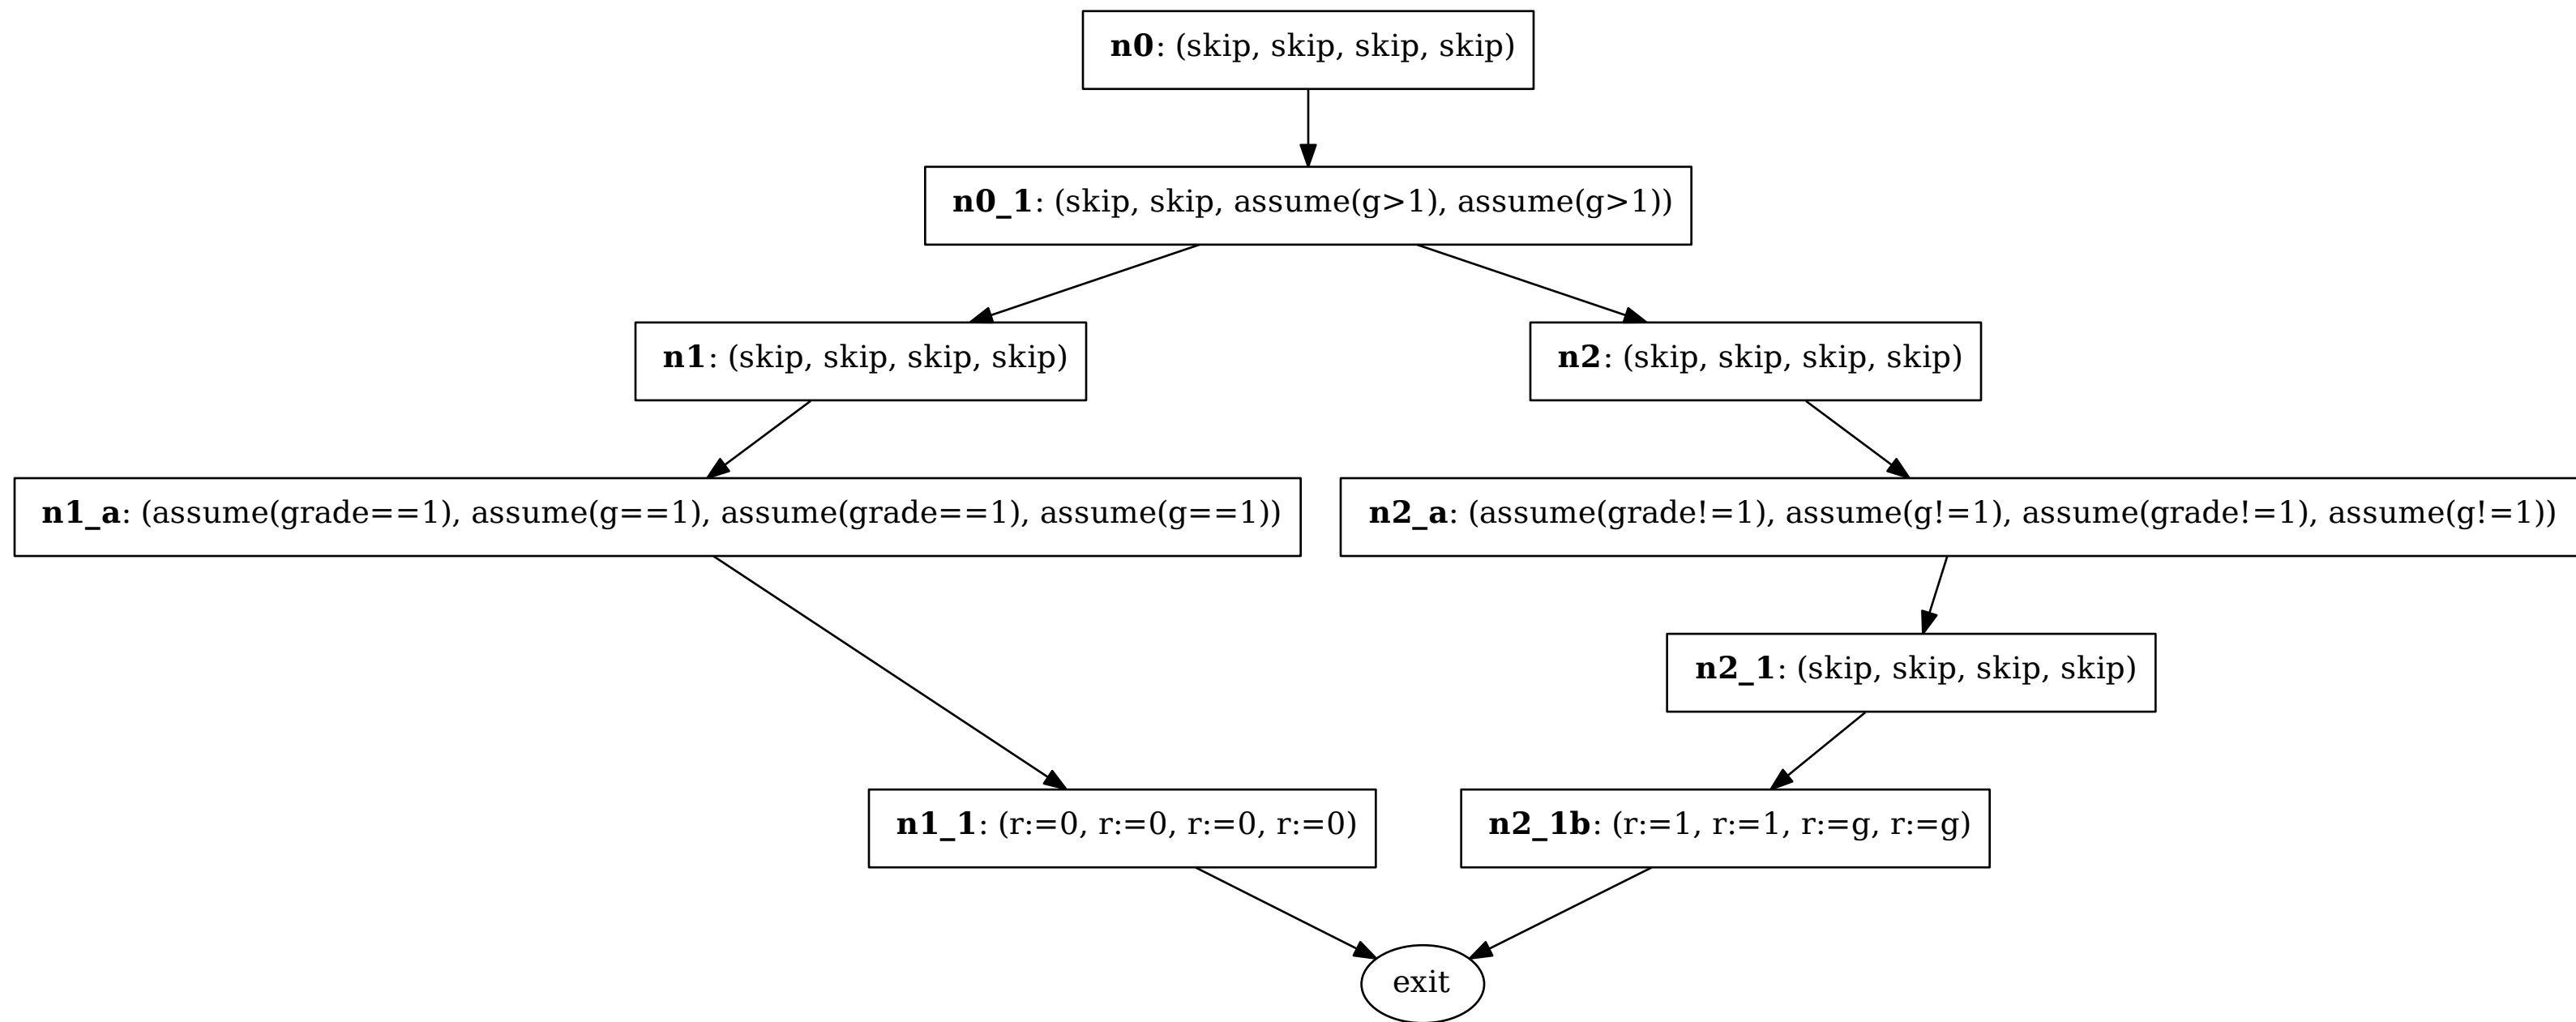 n0: (skip, skip, skip, skip)
n0_1: (skip, skip, assume(g>1), assume(g>1))
n1: (skip, skip, skip, skip)
n2: (skip, skip, skip, skip)
n1_a: (assume(grade==1), assume(g==1), assume(grade==1), assume(g==1))
n2_a: (assume(grade!=1), assume(g!=1), assume(grade!=1), assume(g!=1))
n2_1: (skip, skip, skip, skip)
n1_1: (r:=0, r:=0, r:=0, r:=0)
n2_1b: (r:=1, r:=1, r:=g, r:=g)
exit